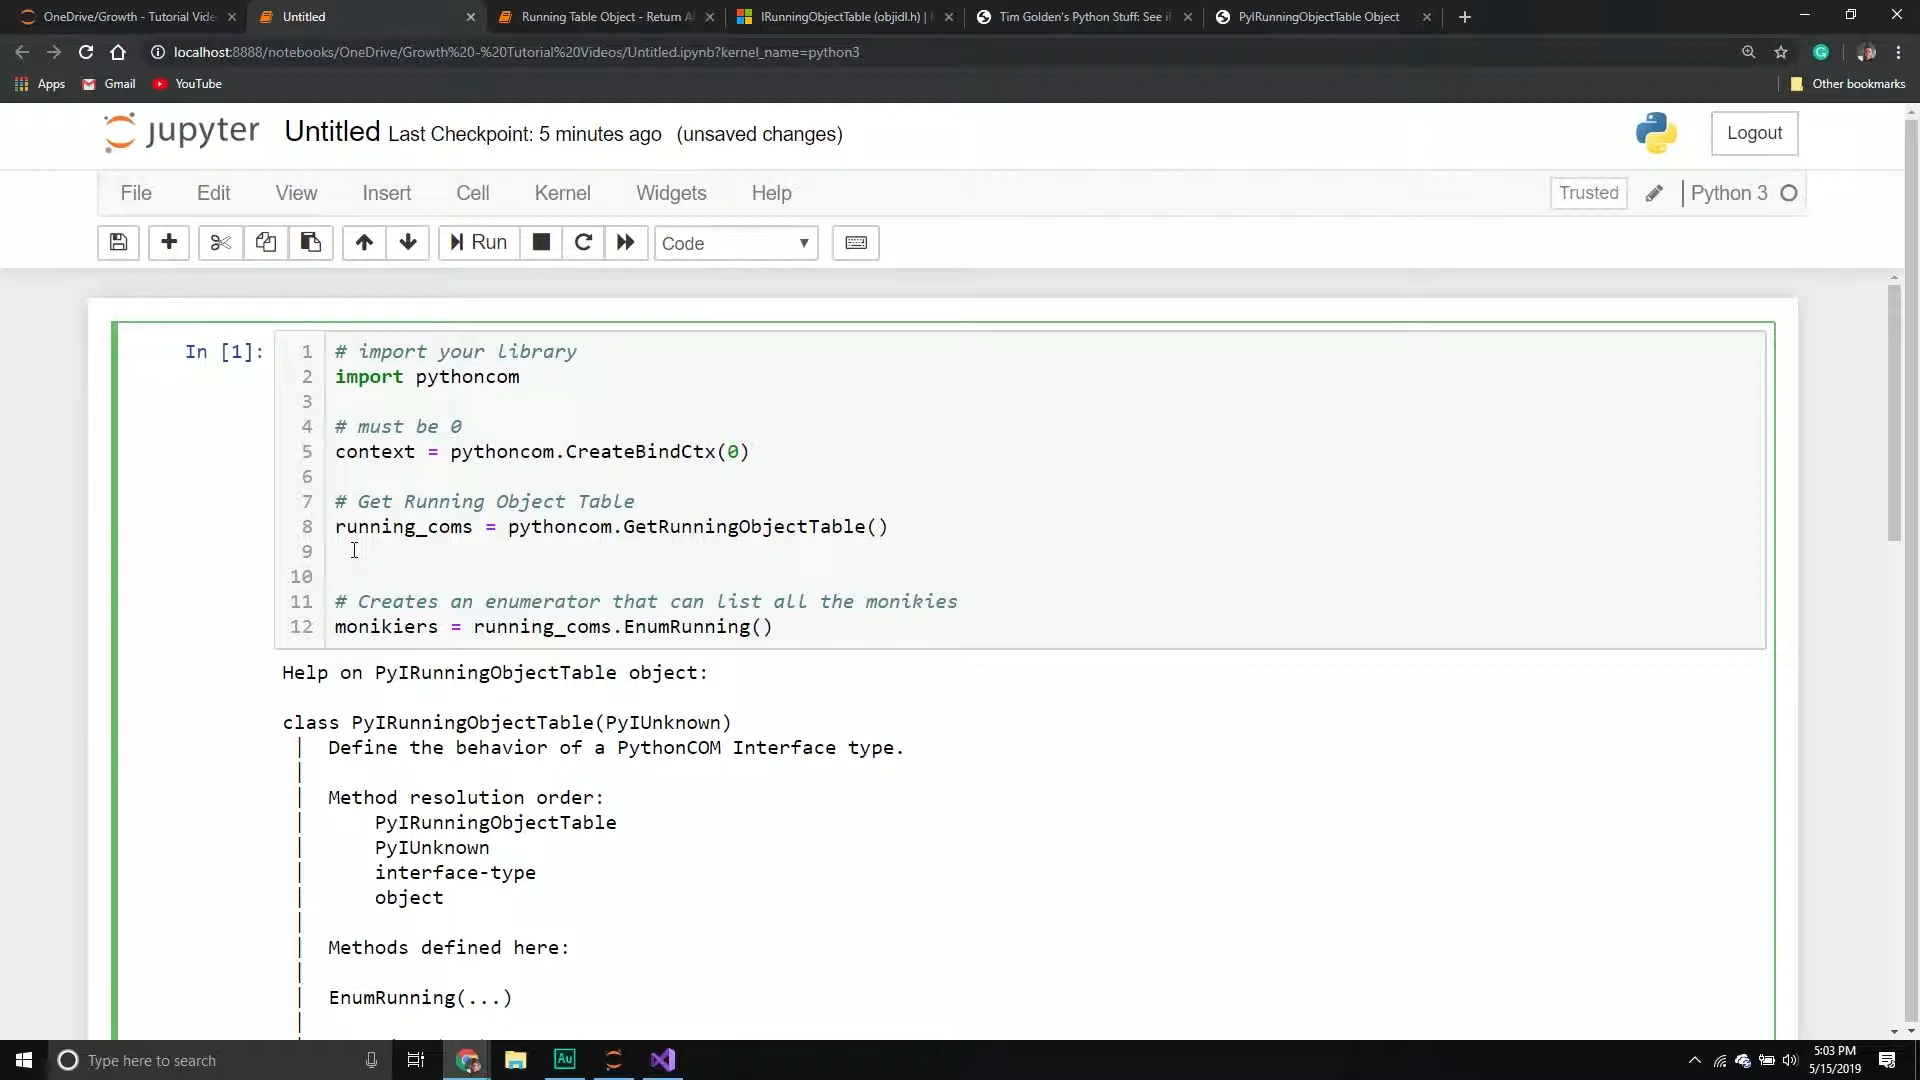 OneDrive/Growth - Tutorial Vide
Untitled
Running Table Object - Return A
IRunningObjectTable (objidl.h) |
Tim Golden's Python Stuff: See i
PyIRunningObjectTable Object
localhost:8888/notebooks/OneDrive/Growth%20-%20Tutorial%20Videos/Untitled.ipynb?kernel_name=python3
Apps
Gmail
YouTube
Other bookmarks
jupyter
Untitled Last Checkpoint: 5 minutes ago (unsaved changes)
Logout
File Edit View Insert Cell Kernel Widgets Help
Trusted
Python 3
Run
Code
In [1]:
1 # import your library
2 import pythoncom
3
4 # must be 0
5 context = pythoncom.CreateBindCtx(0)
6
7 # Get Running Object Table
8 running_coms = pythoncom.GetRunningObjectTable()
9
10
11 # Creates an enumerator that can list all the monikies
12 monikiers = running_coms.EnumRunning()
Help on PyIRunningObjectTable object:
class PyIRunningObjectTable(PyIUnknown)
| Define the behavior of a PythonCOM Interface type.
|
| Method resolution order:
| PyIRunningObjectTable
| PyIUnknown
| interface-type
| object
|
| Methods defined here:
|
| EnumRunning(...)
|
Type here to search
Au
5:03 PM
5/15/2019